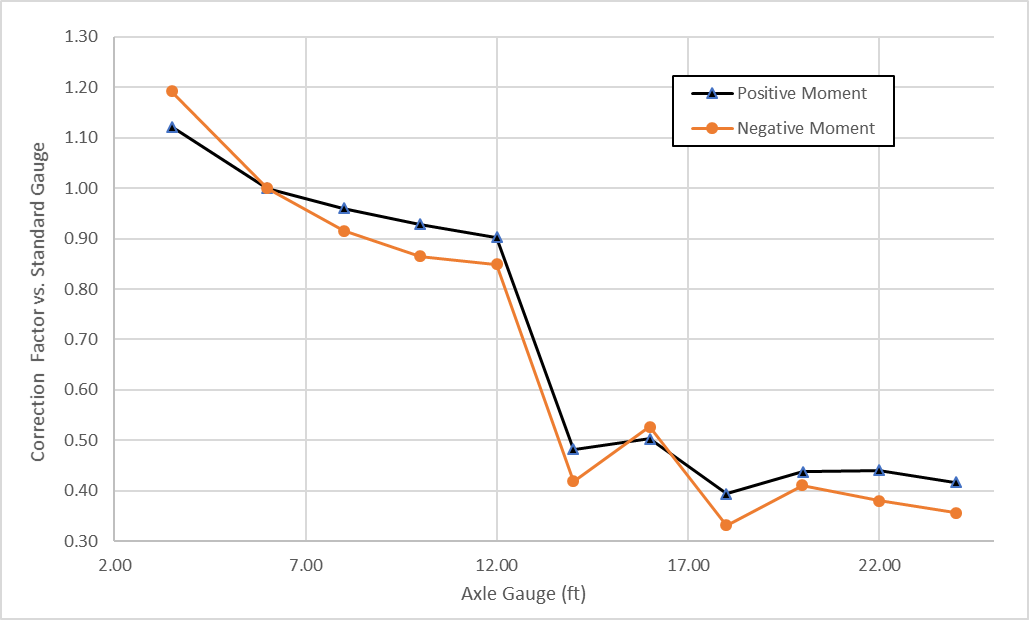 1.30
1.20
1.10
1.00
0.90
0.80
0.70
0.60
0.50
0.40
0.30
Correction Factor vs. Standard Gauge
Positive Moment
Negative Moment
2.00 7.00 12.00 17.00 22.00
Axle Gauge (ft)